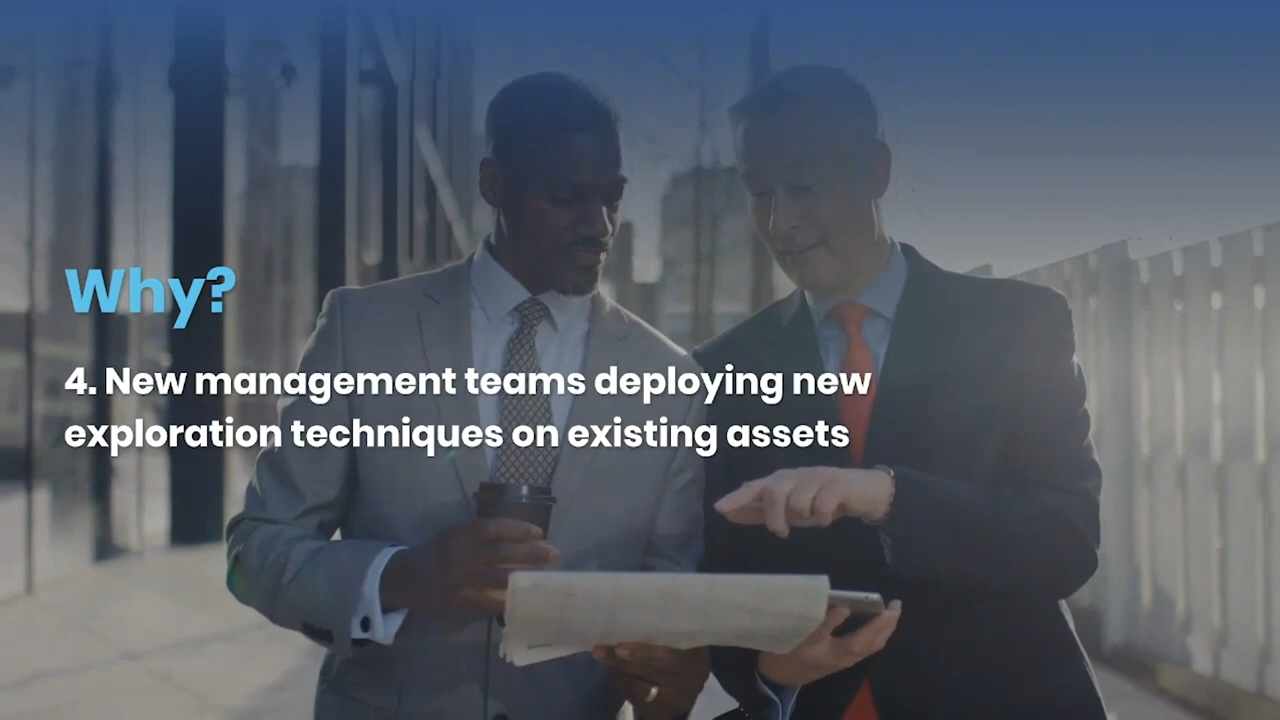 Why?
4. New management teams deploying new
exploration techniques on existing assets